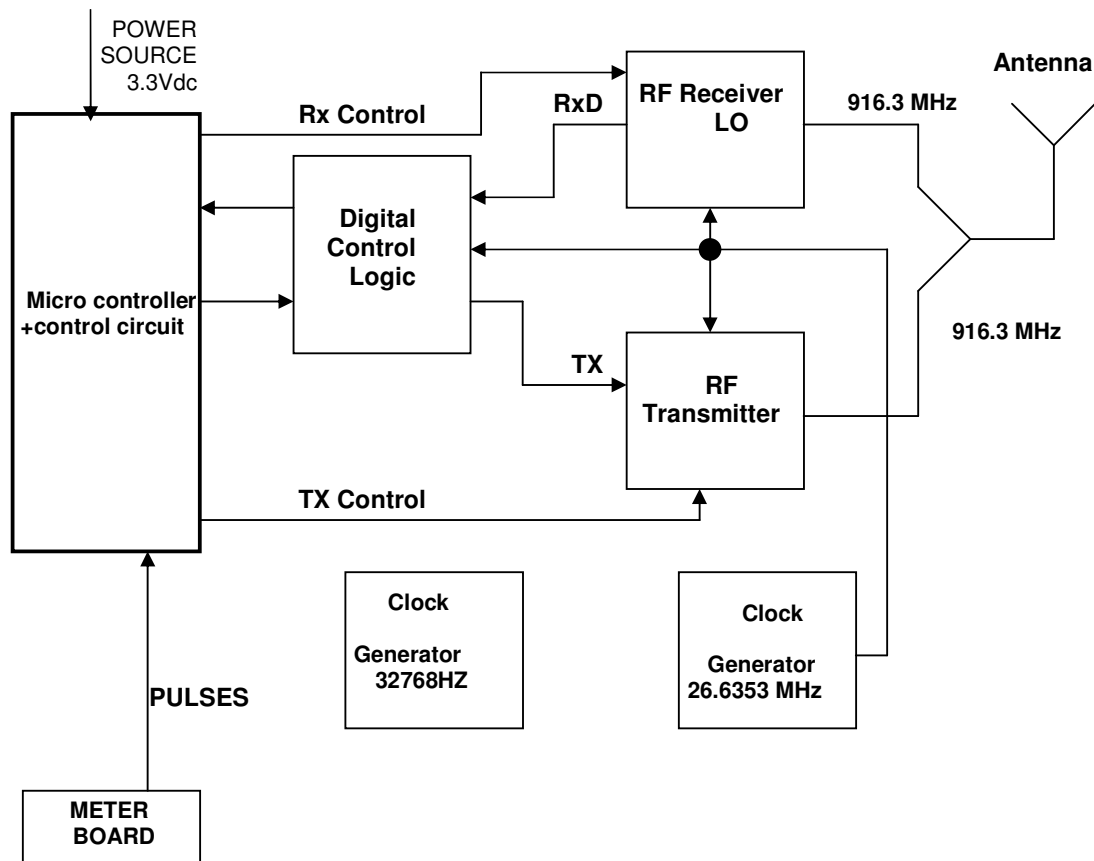 POWER
SOURCE
3.3Vdc
Rx Control
RxD
RF Receiver
LO
916.3 MHz
Antenna
Digital
Control
Logic
Micro controller
+control circuit
TX
RF
Transmitter
916.3 MHz
TX Control
Clock
Generator
32768HZ
Clock
Generator
26.6353 MHz
PULSES
METER
BOARD